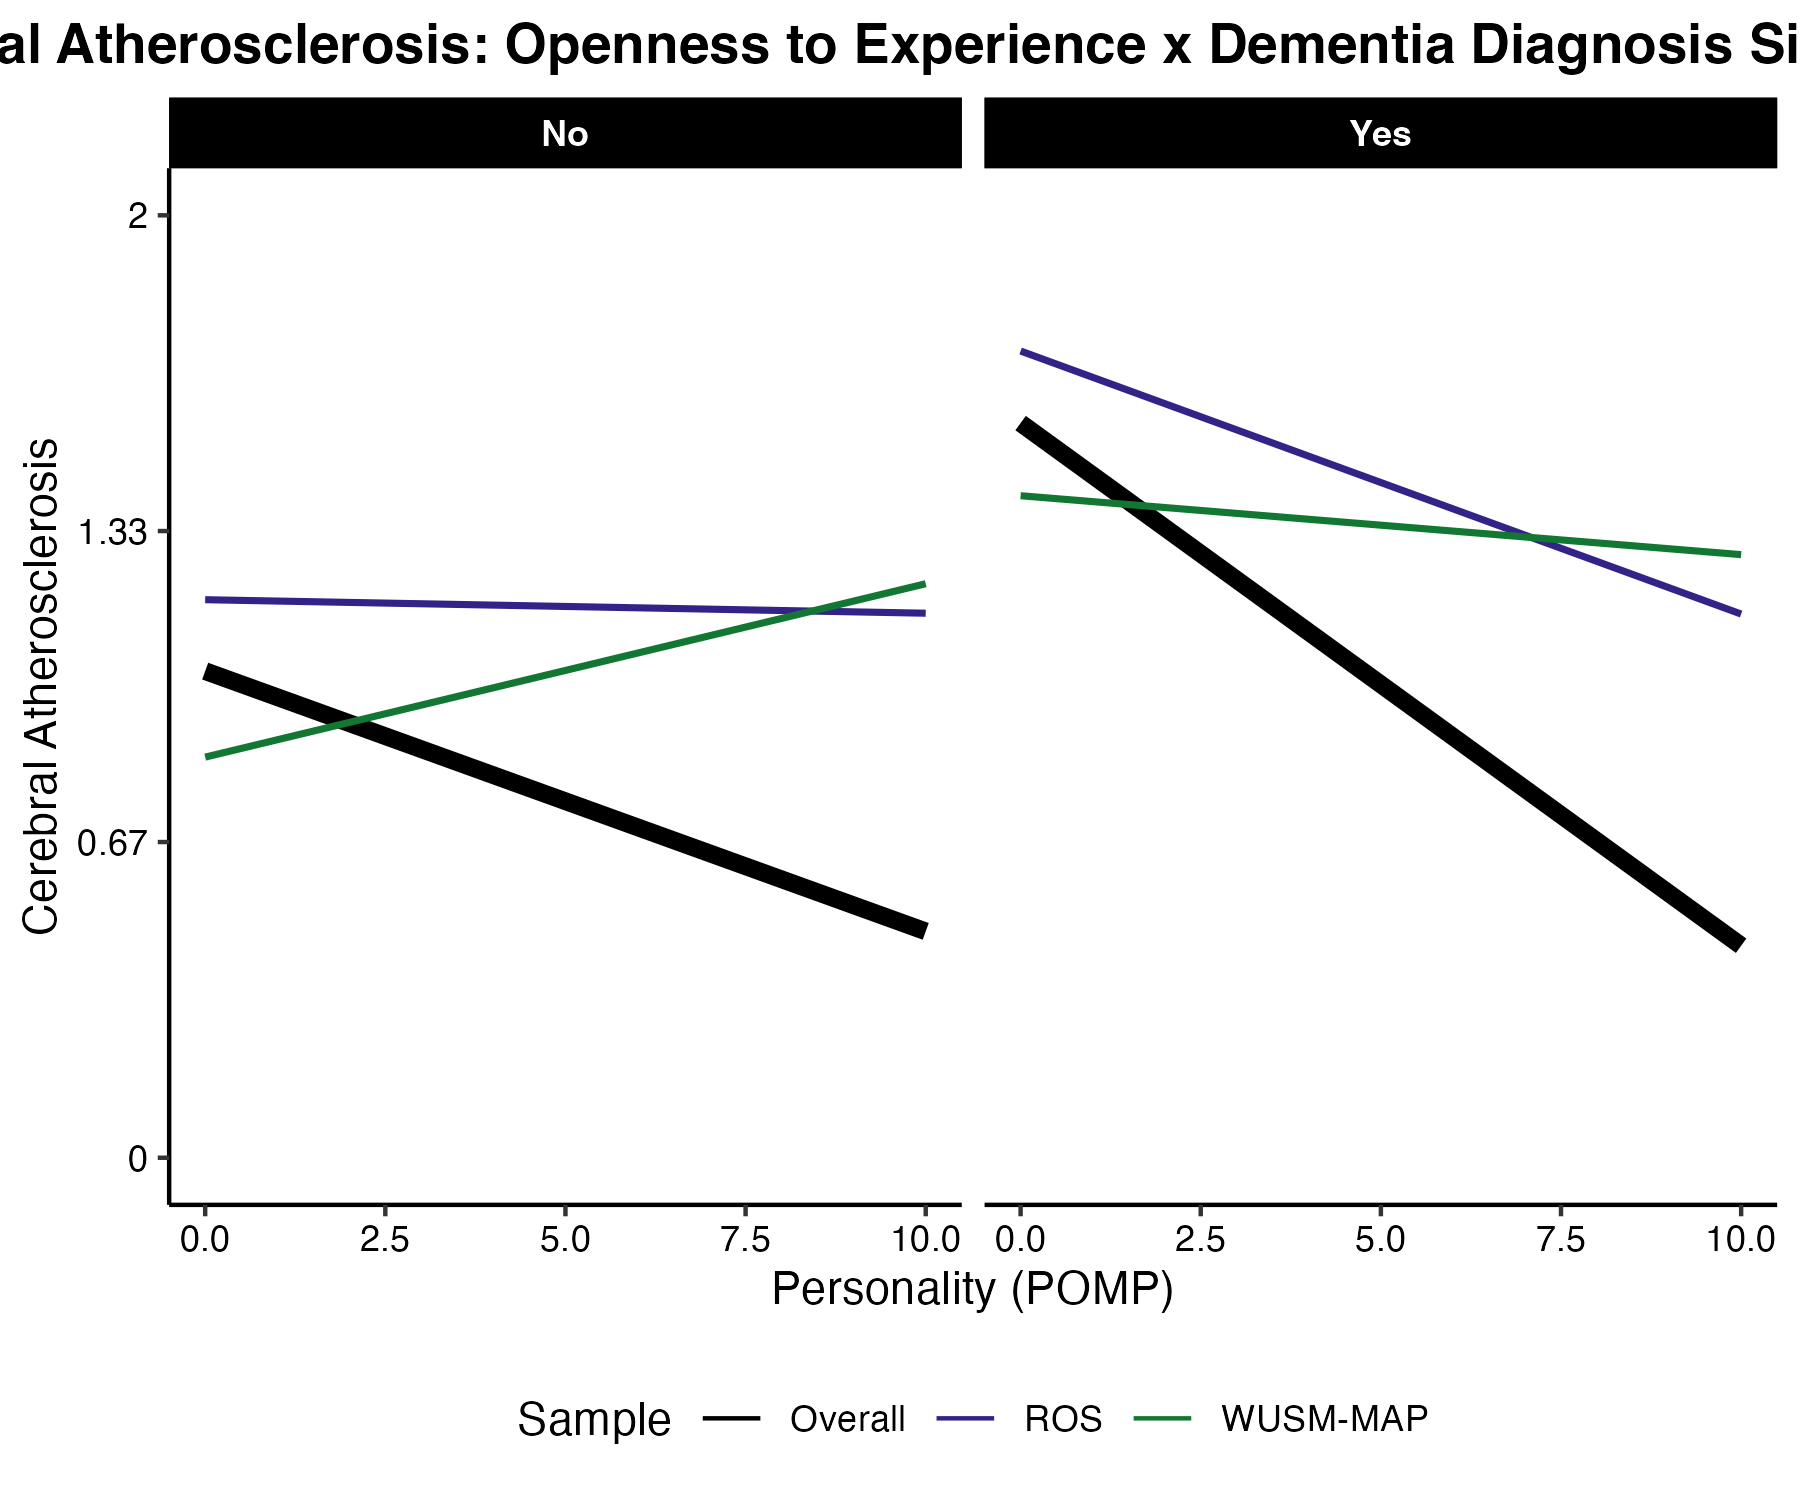 al Atherosclerosis: Openness to Experience x Dementia Diagnosis Si
No
Yes
2
1.33
0.67
0
Cerebral Atherosclerosis
0.0 2.5 5.0 7.5 10.0 0.0 2.5 5.0 7.5 10.0
Personality (POMP)
Sample Overall ROS WUSM-MAP